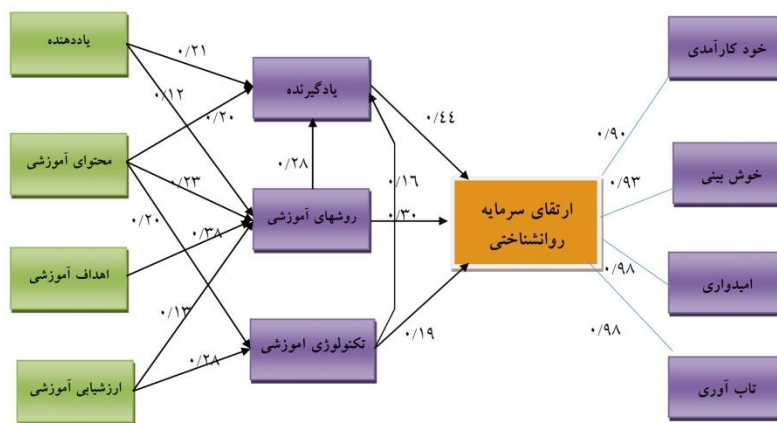 یاددهنده
محتوای آموزشی
اهداف آموزشی
ارزشیابی آموزشی
۰/۲۱
۰/۱۲
۰/۲۰
۰/۲۳
۰/۲۰
۰/۳۸
۰/۱۳
۰/۲۸
یادگیرنده
۰/۲۸
روشهای آموزشی
تکنولوژی اموزشی
۰/۴٤
۰/۱۶
۰/۳۰
۰/۱۹
ارتقای سرمایه
روانشناختی
۰/۹۰
۰/۹۳
۰/۹۸
۰/۹۸
خود کارآمدی
خوش بینی
امیدواری
تاب آوری